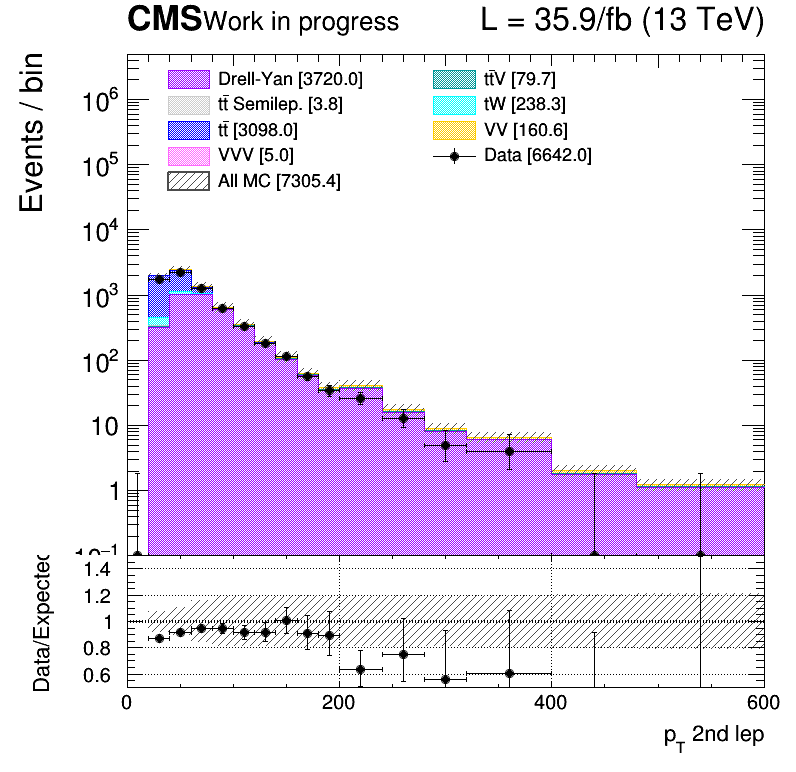 CMS Work in progress L = 35.9/fb (13 TeV)
Events / bin
Drell-Yan [3720.0]
tt̄ Semilep. [3.8]
tt̄ [3098.0]
VVV [5.0]
All MC [7305.4]
tt̄V [79.7]
tW [238.3]
VV [160.6]
Data [6642.0]
10⁶
10⁵
10⁴
10³
10²
10
1
10⁻¹
Data/Expected
1.4
1.2
1
0.8
0.6
0 200 400 600
p_T 2nd lep